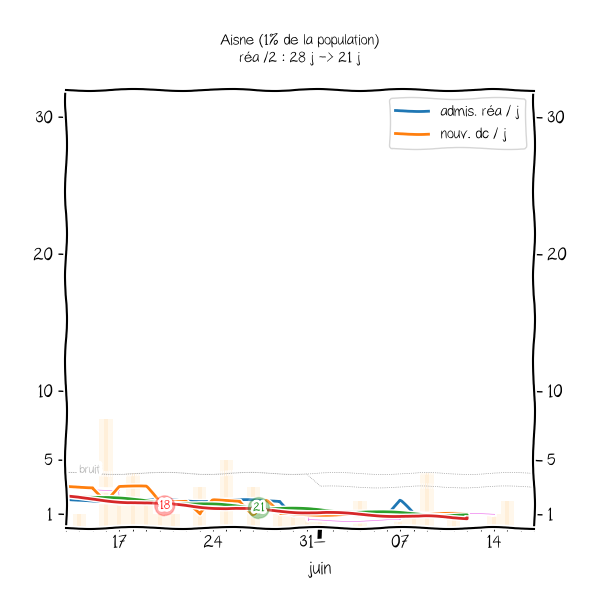 Aisne (1% de la population)
réa /2 : 28 j -> 21 j
admis. réa / j
nouv. dc / j
30
30
20
20
10
10
5
5
bruit
1
1
18
21
17
24
31
07
14
juin